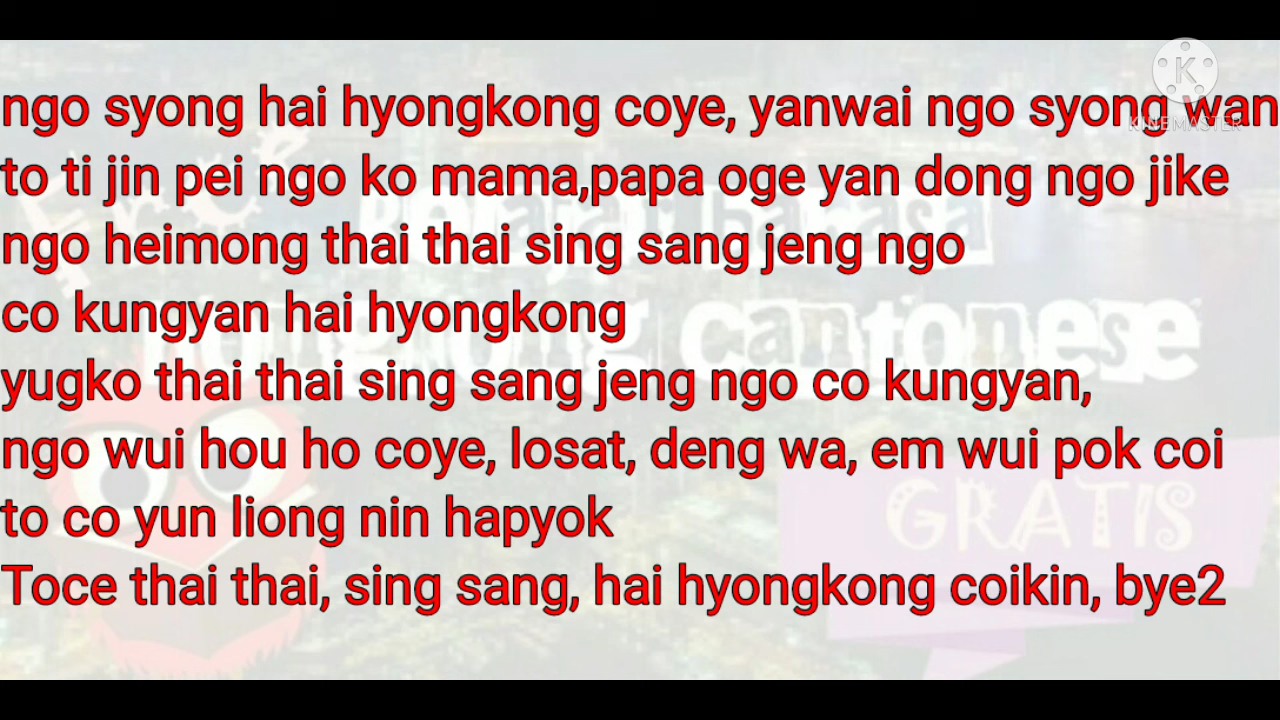 KINEMASTER
ngo syong hai hyongkong coye, yanwai ngo syong wan
to ti jin pei ngo ko mama,papa oge yan dong ngo jike
ngo heimong thai thai sing sang jeng ngo
co kungyan hai hyongkong
yugko thai thai sing sang jeng ngo co kungyan,
ngo wui hou ho coye, losat, deng wa, em wui pok coi
to co yun liong nin hapyok
Toce thai thai, sing sang, hai hyongkong coikin, bye2
cantonese
GRATIS